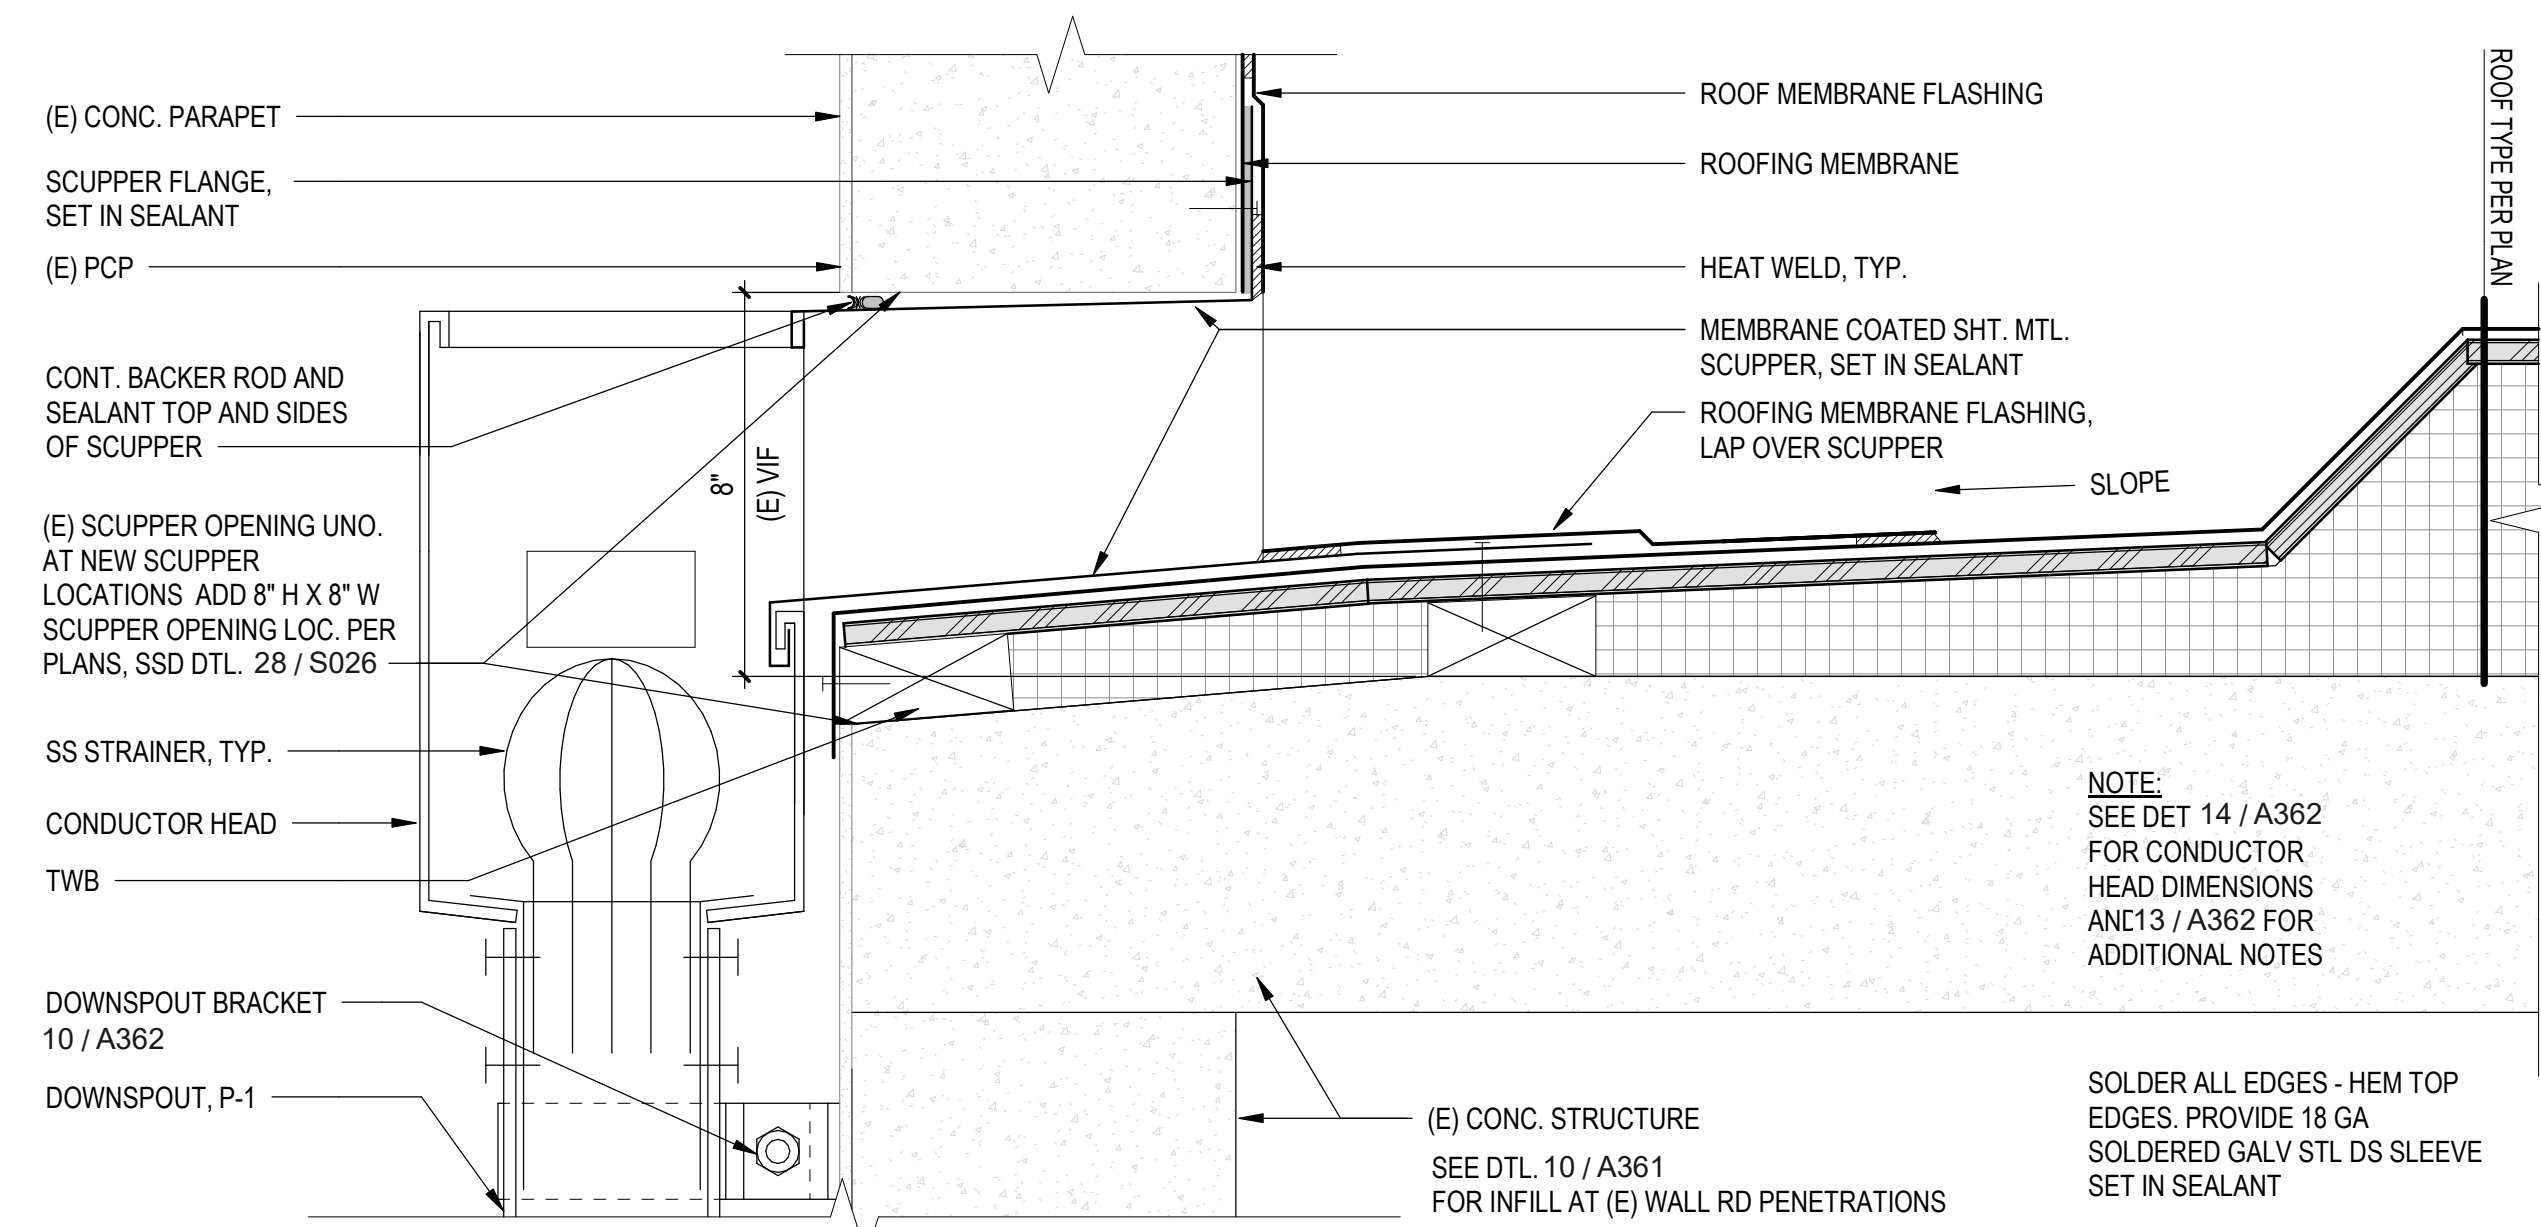 (E) CONC. PARAPET
SCUPPER FLANGE,
SET IN SEALANT
(E) PCP
CONT. BACKER ROD AND
SEALANT TOP AND SIDES
OF SCUPPER
(E) SCUPPER OPENING UNO.
AT NEW SCUPPER
LOCATIONS ADD 8" H X 8" W
SCUPPER OPENING LOC. PER
PLANS, SSD DTL. 28 / S026
SS STRAINER, TYP.
CONDUCTOR HEAD
TWB
DOWNSPOUT BRACKET
10 / A362
DOWNSPOUT, P-1
8"
(E) VIF
ROOF MEMBRANE FLASHING
ROOFING MEMBRANE
HEAT WELD, TYP.
MEMBRANE COATED SHT. MTL.
SCUPPER, SET IN SEALANT
ROOFING MEMBRANE FLASHING,
LAP OVER SCUPPER
SLOPE
ROOF TYPE PER PLAN
NOTE:
SEE DET 14 / A362
FOR CONDUCTOR
HEAD DIMENSIONS
AND 13 / A362 FOR
ADDITIONAL NOTES
(E) CONC. STRUCTURE
SEE DTL. 10 / A361
FOR INFILL AT (E) WALL RD PENETRATIONS
SOLDER ALL EDGES - HEM TOP
EDGES. PROVIDE 18 GA
SOLDERED GALV STL DS SLEEVE
SET IN SEALANT